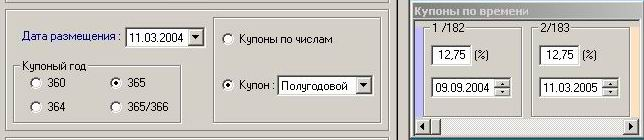 Дата размещения: 11.03.2004
Купоный год
360 365
364 365/366
Купоны по числам
Купон: Полугодовой
Купоны по времени
1 /182 2/183
12,75 (%) 12,75 (%)
09.09.2004 11.03.2005